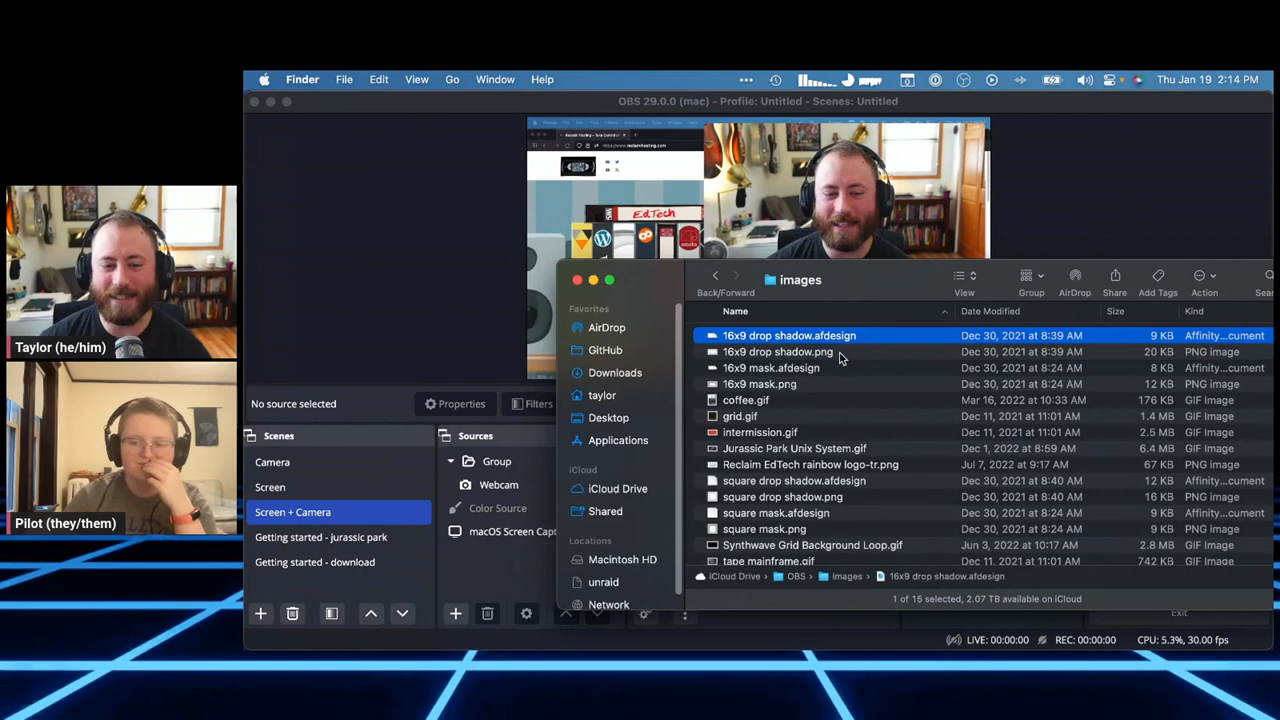 Finder File Edit View Go Window Help Thu Jan 19 2:14 PM
OBS 29.0.0 (mac) - Profile: Untitled - Scenes: Untitled
EdTech
Taylor (he/him)
Pilot (they/them)
No source selected
Properties
Filters
Scenes
Camera
Screen
Screen + Camera
Getting started - jurassic park
Getting started - download
Sources
Group
Webcam
Color Source
macOS Screen Capt
Favorites
AirDrop
GitHub
Downloads
taylor
Desktop
Applications
iCloud
iCloud Drive
Shared
Locations
Macintosh HD
unraid
Network
images
Back/Forward View Group AirDrop Share Add Tags Action Sear
Name Date Modified Size Kind
16x9 drop shadow.afdesign Dec 30, 2021 at 8:39 AM 9 KB Affinity...cument
16x9 drop shadow.png Dec 30, 2021 at 8:39 AM 20 KB PNG image
16x9 mask.afdesign Dec 30, 2021 at 8:24 AM 8 KB Affinity...cument
16x9 mask.png Dec 30, 2021 at 8:24 AM 12 KB PNG image
coffee.gif Mar 16, 2022 at 10:33 AM 176 KB GIF Image
grid.gif Dec 11, 2021 at 11:01 AM 1.4 MB GIF Image
intermission.gif Dec 11, 2021 at 11:01 AM 2.5 MB GIF Image
Jurassic Park Unix System.gif Dec 11, 2021 at 8:59 AM 6.4 MB GIF Image
Reclaim EdTech rainbow logo-tr.png Jul 7, 2022 at 9:17 AM 67 KB PNG image
square drop shadow.afdesign Dec 30, 2021 at 8:40 AM 12 KB Affinity...cument
square drop shadow.png Dec 30, 2021 at 8:40 AM 16 KB PNG image
square mask.afdesign Dec 30, 2021 at 8:24 AM 8 KB Affinity...cument
square mask.png Dec 30, 2021 at 8:24 AM 9 KB PNG image
Synthwave Grid Background Loop.gif Jun 3, 2022 at 10:17 AM 2.8 MB GIF Image
tape mainframe.gif Dec 11, 2021 at 11:01 AM 742 KB GIF Image
iCloud Drive OBS images 16x9 drop shadow.afdesign
1 of 15 selected, 2.07 TB available on iCloud
Exit
LIVE: 00:00:00 REC: 00:00:00 CPU: 5.3%, 30.00 fps